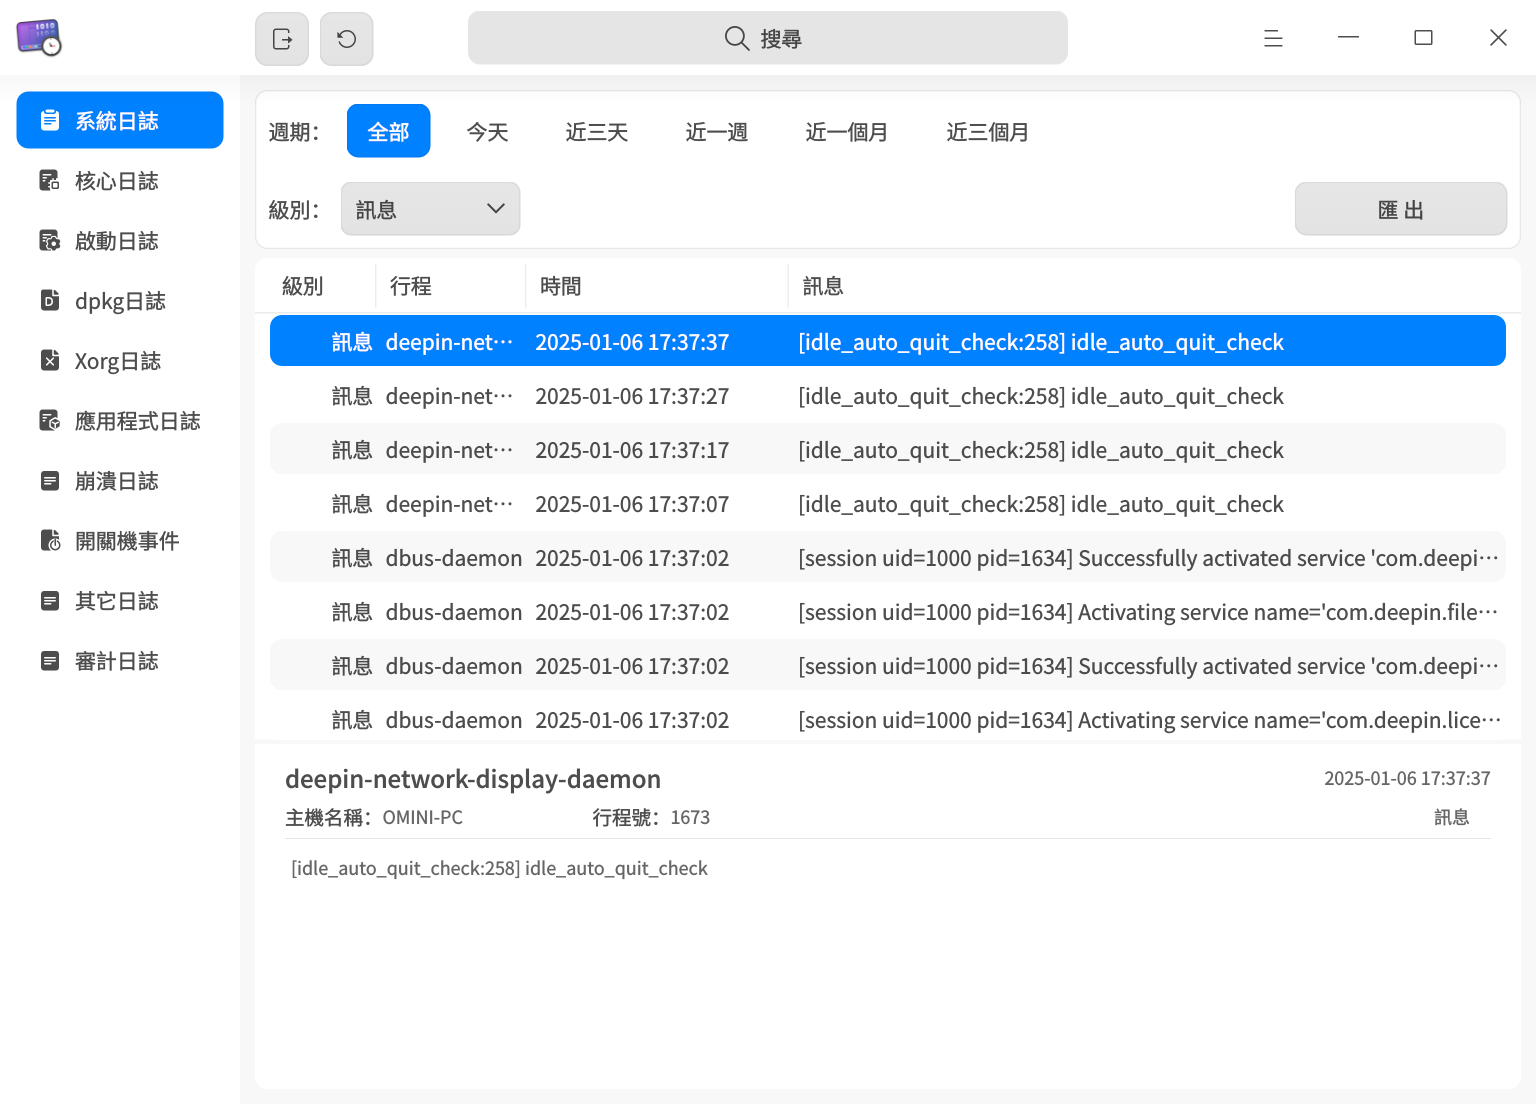 搜尋
系統日誌
核心日誌
啟動日誌
dpkg日誌
Xorg日誌
應用程式日誌
崩潰日誌
開關機事件
其它日誌
審計日誌
週期： 全部 今天 近三天 近一週 近一個月 近三個月
級別： 訊息 匯 出
級別 行程 時間 訊息
訊息 deepin-net··· 2025-01-06 17:37:37 [idle_auto_quit_check:258] idle_auto_quit_check
訊息 deepin-net··· 2025-01-06 17:37:27 [idle_auto_quit_check:258] idle_auto_quit_check
訊息 deepin-net··· 2025-01-06 17:37:17 [idle_auto_quit_check:258] idle_auto_quit_check
訊息 deepin-net··· 2025-01-06 17:37:07 [idle_auto_quit_check:258] idle_auto_quit_check
訊息 dbus-daemon 2025-01-06 17:37:02 [session uid=1000 pid=1634] Successfully activated service 'com.deepi···
訊息 dbus-daemon 2025-01-06 17:37:02 [session uid=1000 pid=1634] Activating service name='com.deepin.file···
訊息 dbus-daemon 2025-01-06 17:37:02 [session uid=1000 pid=1634] Successfully activated service 'com.deepi···
訊息 dbus-daemon 2025-01-06 17:37:02 [session uid=1000 pid=1634] Activating service name='com.deepin.lice···
deepin-network-display-daemon 2025-01-06 17:37:37
主機名稱： OMINI-PC 行程號： 1673 訊息
[idle_auto_quit_check:258] idle_auto_quit_check